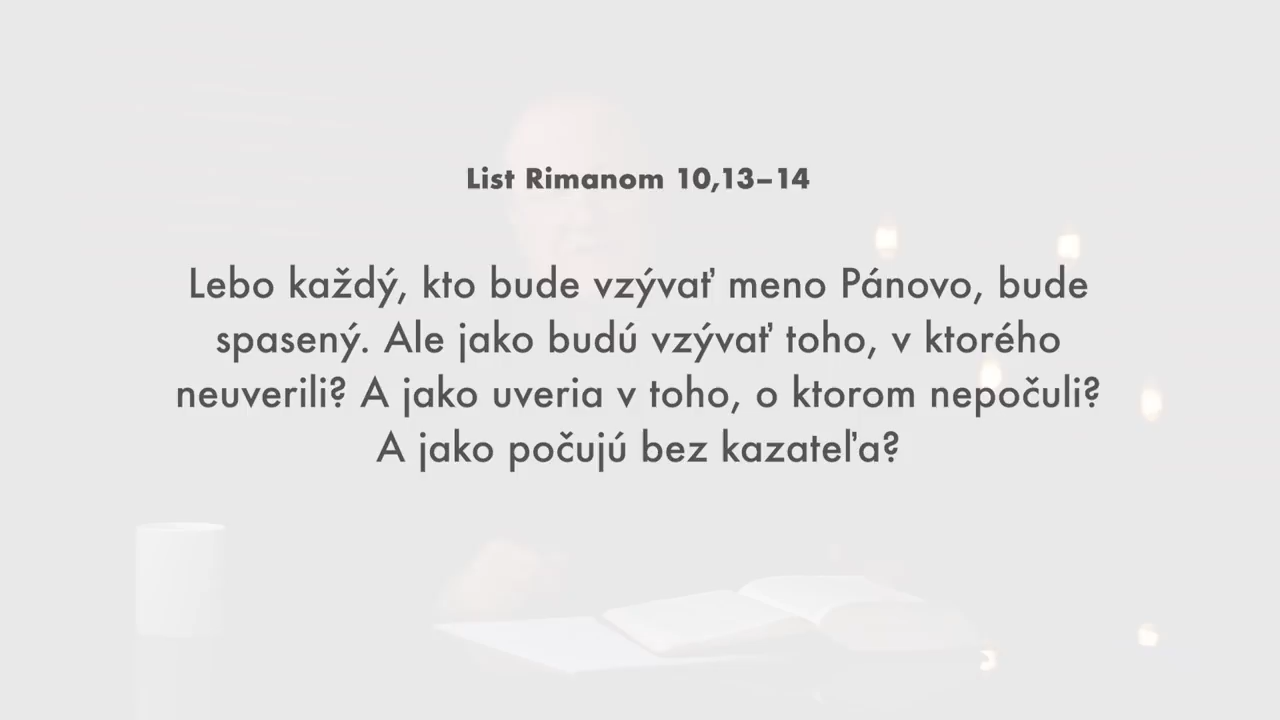 List Rimanom 10,13–14
Lebo každý, kto bude vzývať meno Pánovo, bude
spasený. Ale jako budú vzývať toho, v ktorého
neuverili? A jako uveria v toho, o ktorom nepočuli?
A jako počujú bez kazateľa?